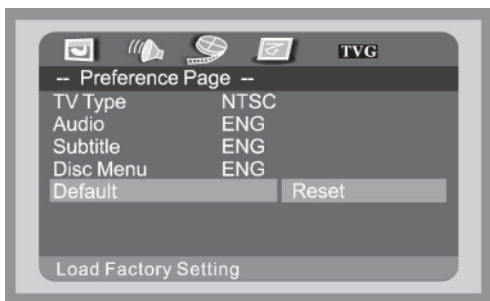 TVG
-- Preference Page --
TV Type NTSC
Audio ENG
Subtitle ENG
Disc Menu ENG
Default Reset
Load Factory Setting